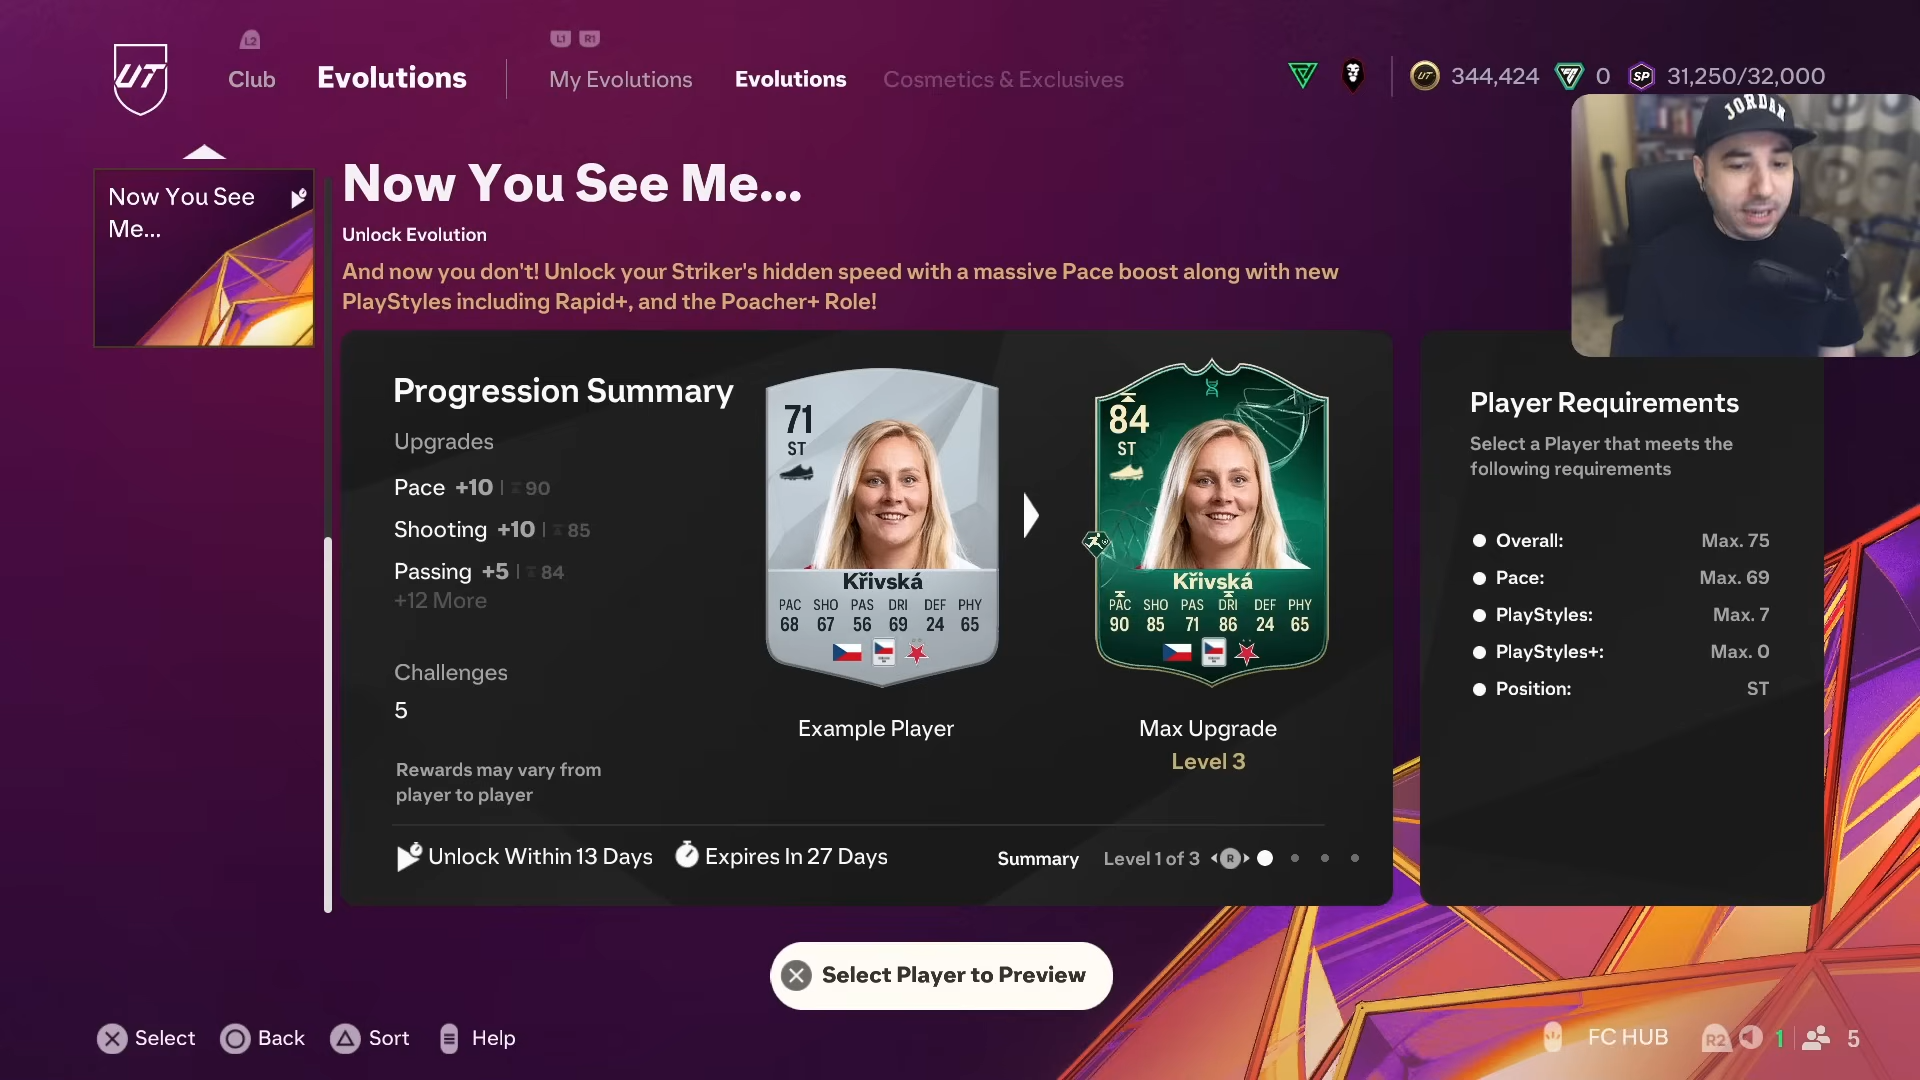 L2
L1 R1
UT
Club
Evolutions
My Evolutions
Evolutions
Cosmetics & Exclusives
UT 344,424
0
SP 31,250/32,000
JORDAN
Now You See
Me...
Now You See Me...
Unlock Evolution
And now you don't! Unlock your Striker's hidden speed with a massive Pace boost along with new
PlayStyles including Rapid+, and the Poacher+ Role!
Progression Summary
Upgrades
Pace +10 | 90
Shooting +10 | 85
Passing +5 | 84
+12 More
Challenges
5
Rewards may vary from
player to player
71
ST
Křivská
PAC SHO PAS DRI DEF PHY
68 67 56 69 24 65
Example Player
84
ST
Křivská
PAC SHO PAS DRI DEF PHY
90 85 71 86 24 65
Max Upgrade
Level 3
Unlock Within 13 Days
Expires In 27 Days
Summary
Level 1 of 3
R
Player Requirements
Select a Player that meets the
following requirements
Overall: Max. 75
Pace: Max. 69
PlayStyles: Max. 7
PlayStyles+: Max. 0
Position: ST
Select Player to Preview
Select
Back
Sort
Help
FC HUB
R2
1
5